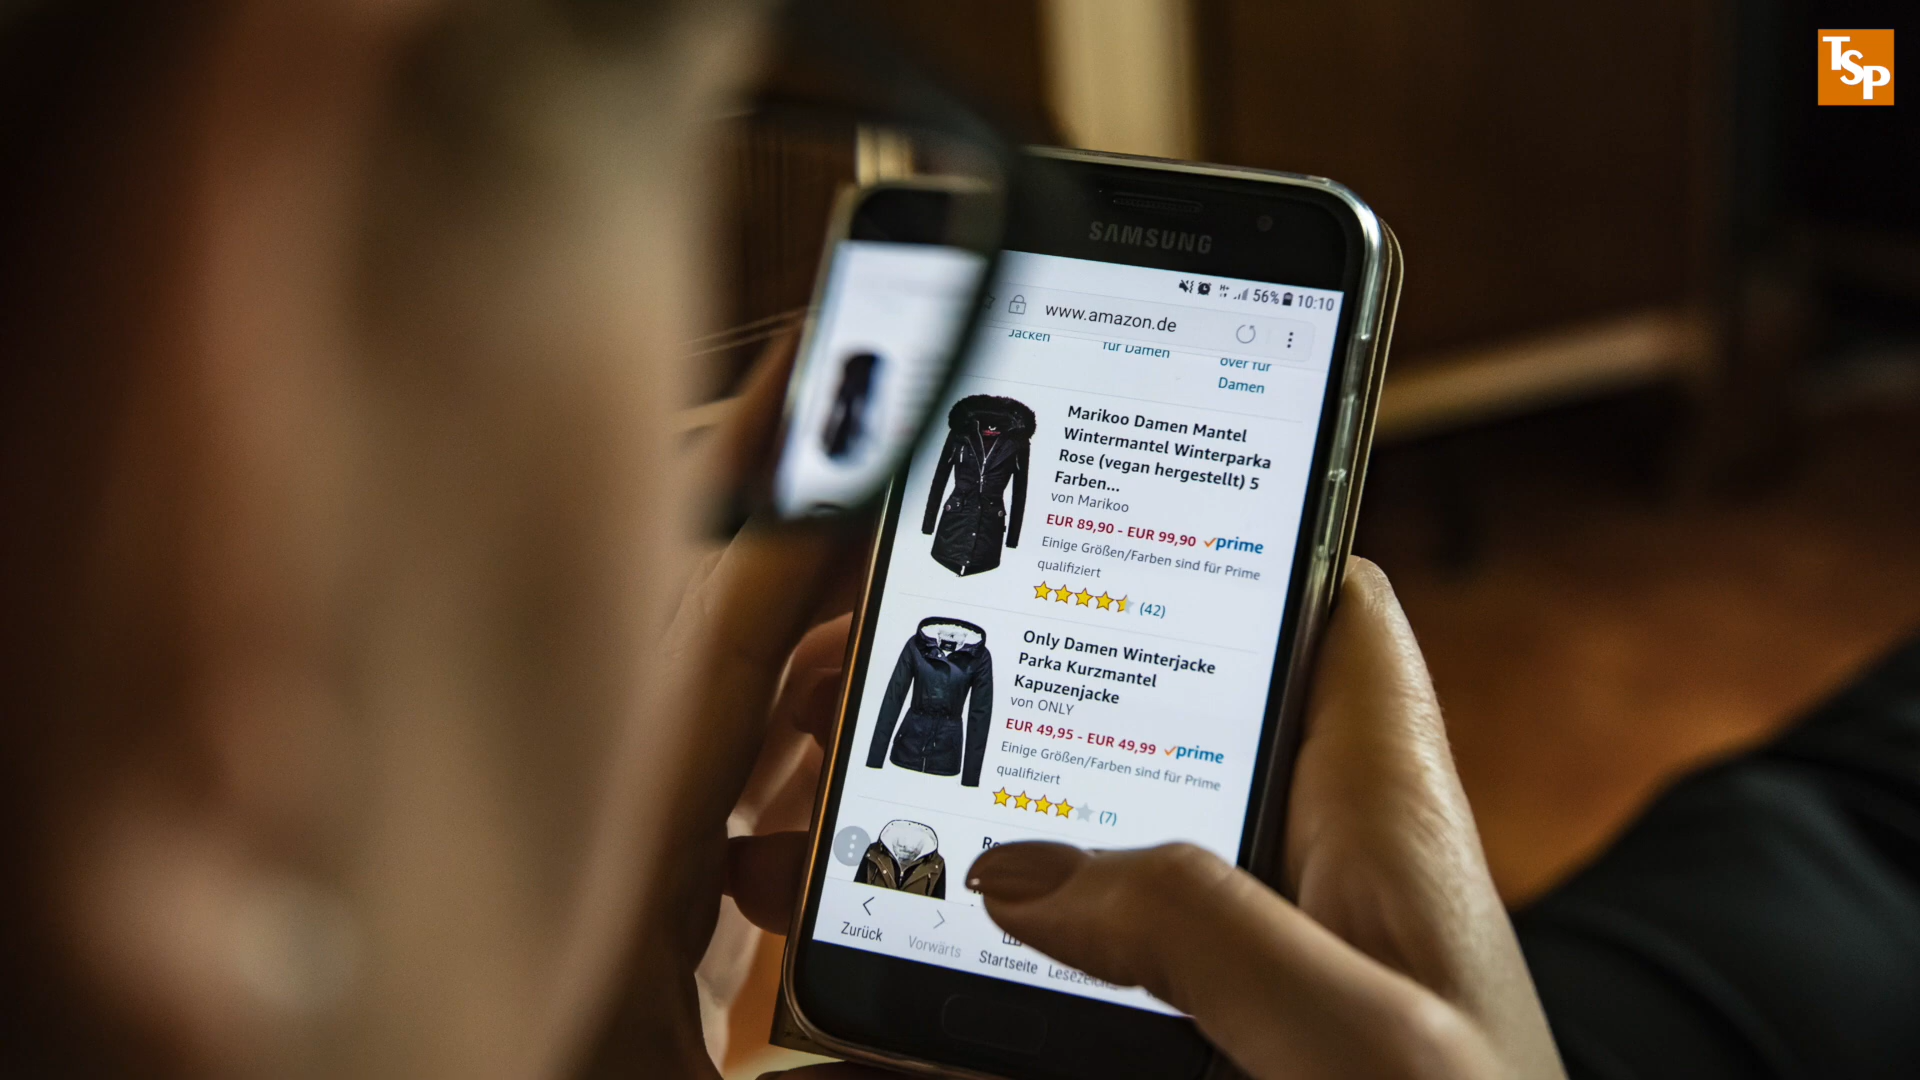 TSP
SAMSUNG
56% 10:10
www.amazon.de
Jacken
für Damen
over für
Damen
Marikoo Damen Mantel
Wintermantel Winterparka
Rose (vegan hergestellt) 5
Farben...
von Marikoo
EUR 89,90 - EUR 99,90 prime
Einige Größen/Farben sind für Prime
qualifiziert
(42)
Only Damen Winterjacke
Parka Kurzmantel
Kapuzenjacke
von ONLY
EUR 49,95 - EUR 49,99 prime
Einige Größen/Farben sind für Prime
qualifiziert
(7)
Zurück
Vorwärts
Startseite